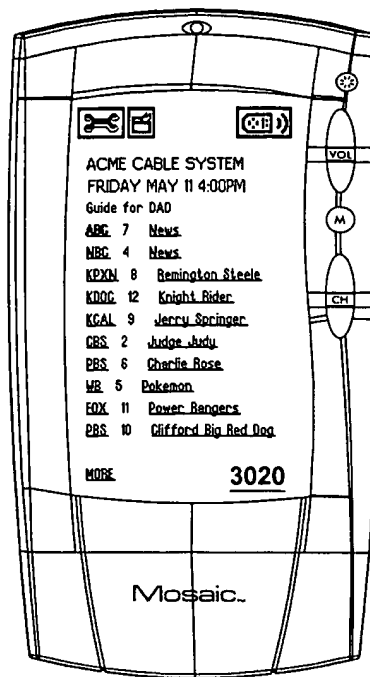 VOL
ACME CABLE SYSTEM
FRIDAY MAY 11 4:00PM
Guide for DAD
ABC 7 News
NBC 4 News
M
KPXN 8 Remington Steele
KDOC 12 Knight Rider
CH
KCAL 9 Jerry Springer
CBS 2 Judge Judy
PBS 6 Charlie Rose
WB 5 Pokemon
FOX 11 Power Rangers
PBS 10 Clifford Big Red Dog
MORE 3020
Mosaic™